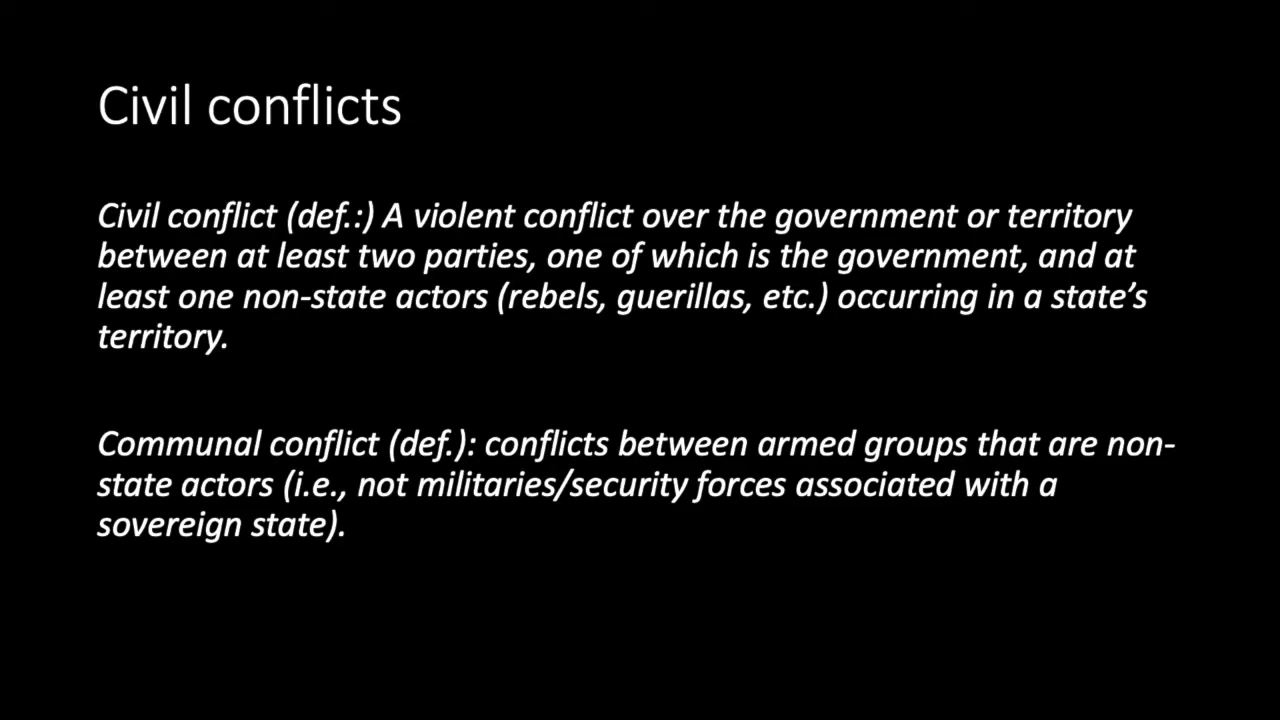 Civil conflicts
Civil conflict (def.:) A violent conflict over the government or territory
between at least two parties, one of which is the government, and at
least one non-state actors (rebels, guerillas, etc.) occurring in a state’s
territory.
Communal conflict (def.): conflicts between armed groups that are non-
state actors (i.e., not militaries/security forces associated with a
sovereign state).